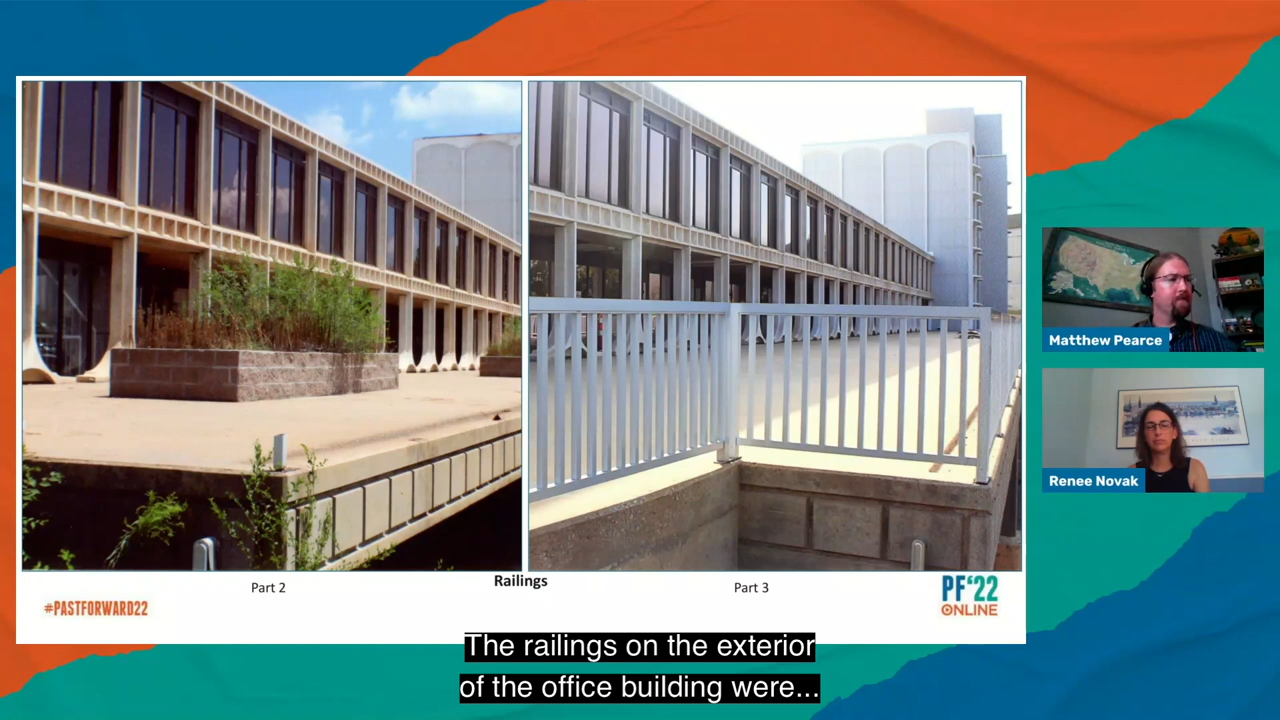 Part 2
Railings
Part 3
#PASTFORWARD22
PF'22
ONLINE
Matthew Pearce
Renee Novak
The railings on the exterior
of the office building were...